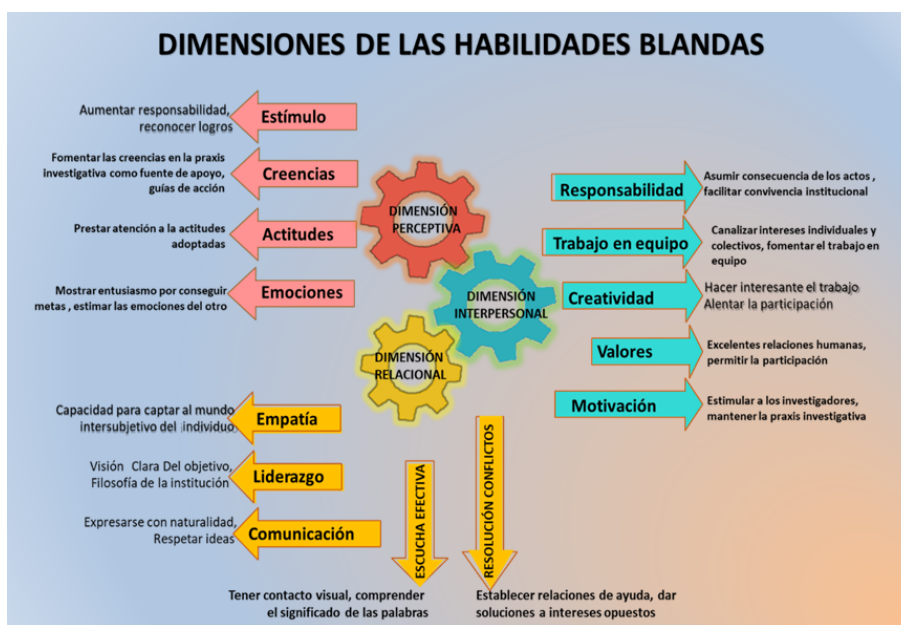 DIMENSIONES DE LAS HABILIDADES BLANDAS
Aumentar responsabilidad,
reconocer logros
Estímulo
Fomentar las creencias en la praxis
investigativa como fuente de apoyo,
guías de acción
Creencias
Prestar atención a la actitudes
adoptadas
Actitudes
Mostrar entusiasmo por conseguir
metas , estimar las emociones del otro
Emociones
DIMENSIÓN
PERCEPTIVA
DIMENSIÓN
INTERPERSONAL
DIMENSIÓN
RELACIONAL
Responsabilidad
Asumir consecuencia de los actos ,
facilitar convivencia institucional
Trabajo en equipo
Canalizar intereses individuales y
colectivos, fomentar el trabajo en
equipo
Creatividad
Hacer interesante el trabajo
Alentar la participación
Valores
Excelentes relaciones humanas,
permitir la participación
Motivación
Estimular a los investigadores,
mantener la praxis investigativa
Capacidad para captar al mundo
intersubjetivo del individuo
Empatía
Visión Clara Del objetivo,
Filosofía de la institución
Liderazgo
Expresarse con naturalidad,
Respetar ideas
Comunicación
ESCUCHA EFECTIVA
Tener contacto visual, comprender
el significado de las palabras
RESOLUCIÓN CONFLICTOS
Establecer relaciones de ayuda, dar
soluciones a intereses opuestos